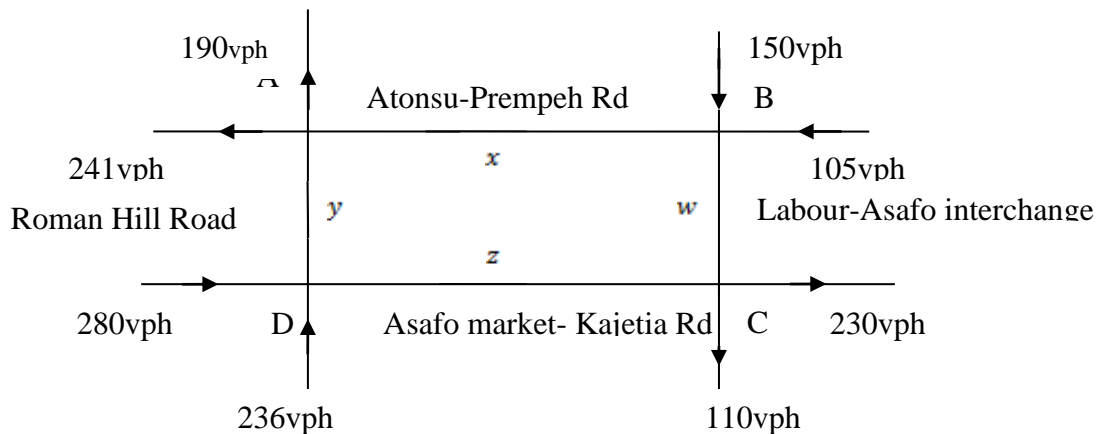 190vph
150vph
A
Atonsu-Prempeh Rd
B
x
241vph
105vph
Roman Hill Road
y
w
Labour-Asafo interchange
z
280vph
D
Asafo market- Kajetia Rd
C
230vph
236vph
110vph